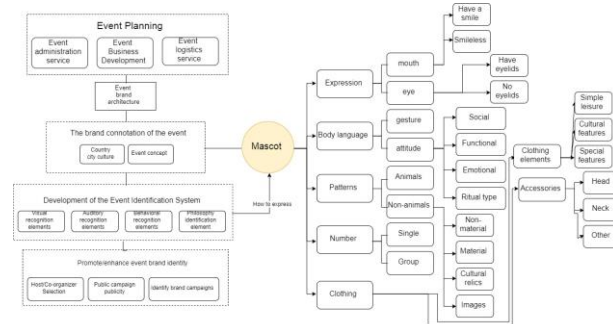 Event Planning
Event
administration
service
Event
Business
Development
Event
logistics
service
Event
brand
architecture
The brand connotation of the event
Country
city culture
Event concept
Development of the Event Identification System
Visual
recognition
elements
Auditory
recognition
elements
Behavioral
recognition
elements
Philosophy
identification
element
Promote/enhance event brand identity
Host/Co-organizer
Selection
Public campaign
publicity
Identify brand campaigns
Mascot
How to express
Expression
mouth
Have a
smile
Smileless
eye
Have
eyelids
No
eyelids
Body language
gesture
attitude
Social
Functional
Emotional
Ritual type
Patterns
Animals
Non-animals
Non-
material
Material
Cultural
relics
Images
Number
Single
Group
Clothing
Clothing
elements
Simple
leisure
Cultural
features
Special
features
Accessories
Head
Neck
Other